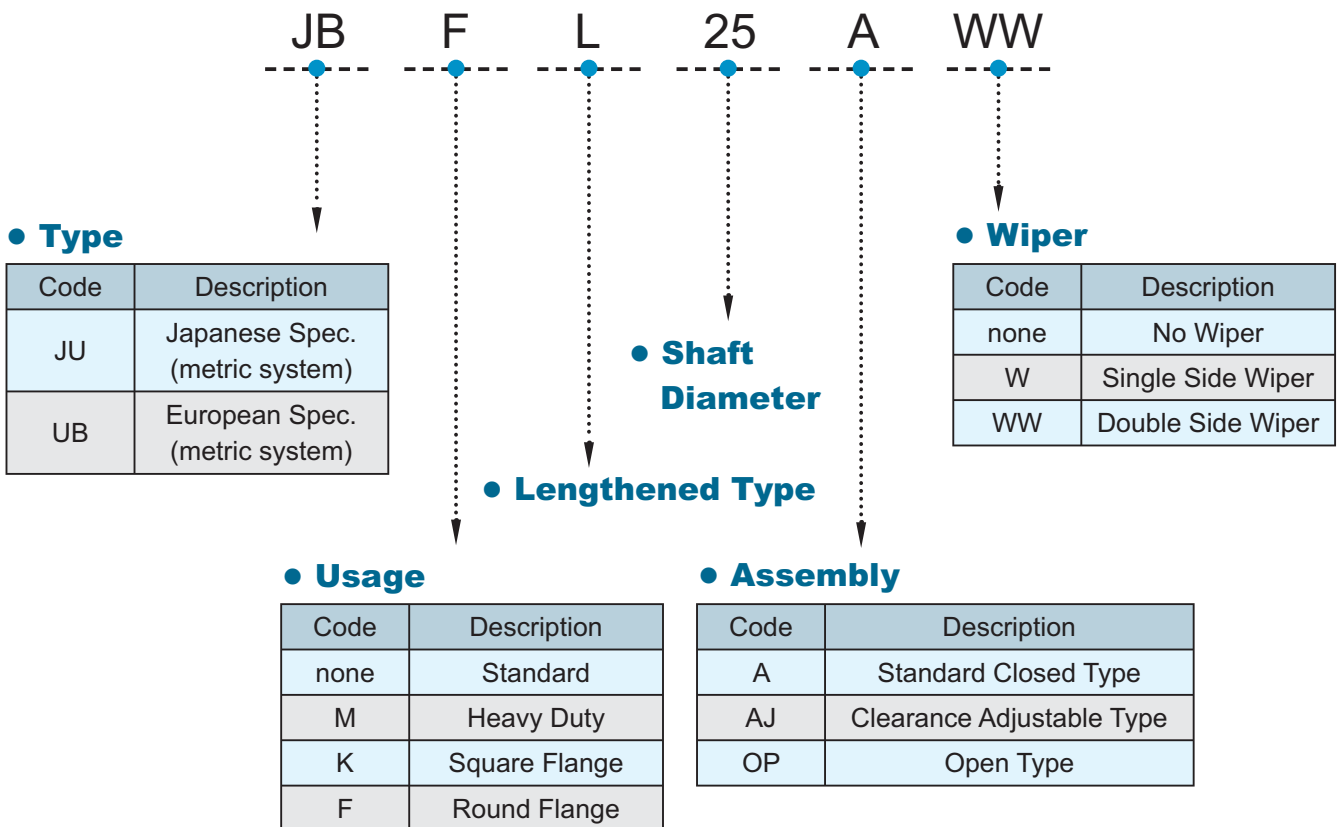 JB F L 25 A WW
• Type
Code Description
JU Japanese Spec.
(metric system)
UB European Spec.
(metric system)
• Wiper
Code Description
none No Wiper
W Single Side Wiper
WW Double Side Wiper
• Shaft
Diameter
• Lengthened Type
• Usage
Code Description
none Standard
M Heavy Duty
K Square Flange
F Round Flange
• Assembly
Code Description
A Standard Closed Type
AJ Clearance Adjustable Type
OP Open Type